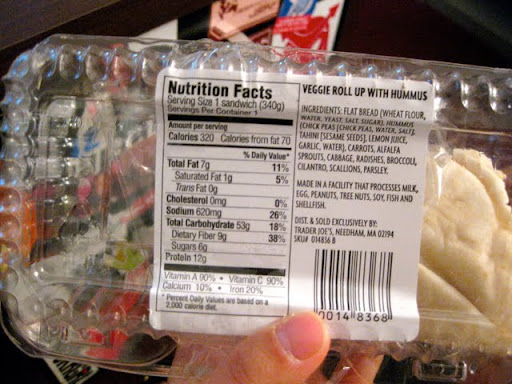 Nutrition Facts
Serving Size 1 sandwich (340g)
Servings Per Container 1
Amount per serving
Calories 320 Calories from fat 70
% Daily Value*
Total Fat 7g 11%
Saturated Fat 1g 5%
Trans Fat 0g
Cholesterol 0mg 0%
Sodium 620mg 26%
Total Carbohydrate 53g 18%
Dietary Fiber 9g 38%
Sugars 6g
Protein 12g
Vitamin A 90% • Vitamin C 90%
Calcium 10% • Iron 20%
*Percent Daily Values are based on a
2,000 calorie diet.
VEGGIE ROLL UP WITH HUMMUS
INGREDIENTS: FLAT BREAD (WHEAT FLOUR,
WATER, YEAST, SALT, SUGAR), HUMMUS
(CHICK PEAS [CHICK PEAS, WATER, SALT],
TAHINI [SESAME SEEDS], LEMON JUICE,
GARLIC, WATER), CARROTS, ALFALFA
SPROUTS, CABBAGE, RADISHES, BROCCOLI,
CILANTRO, SCALLIONS, PARSLEY.
MADE IN A FACILITY THAT PROCESSES MILK,
EGG, PEANUTS, TREE NUTS, SOY, FISH AND
SHELLFISH.
DIST. & SOLD EXCLUSIVELY BY:
TRADER JOE'S, NEEDHAM, MA 02194
SKU# 014836 B
0014 8368